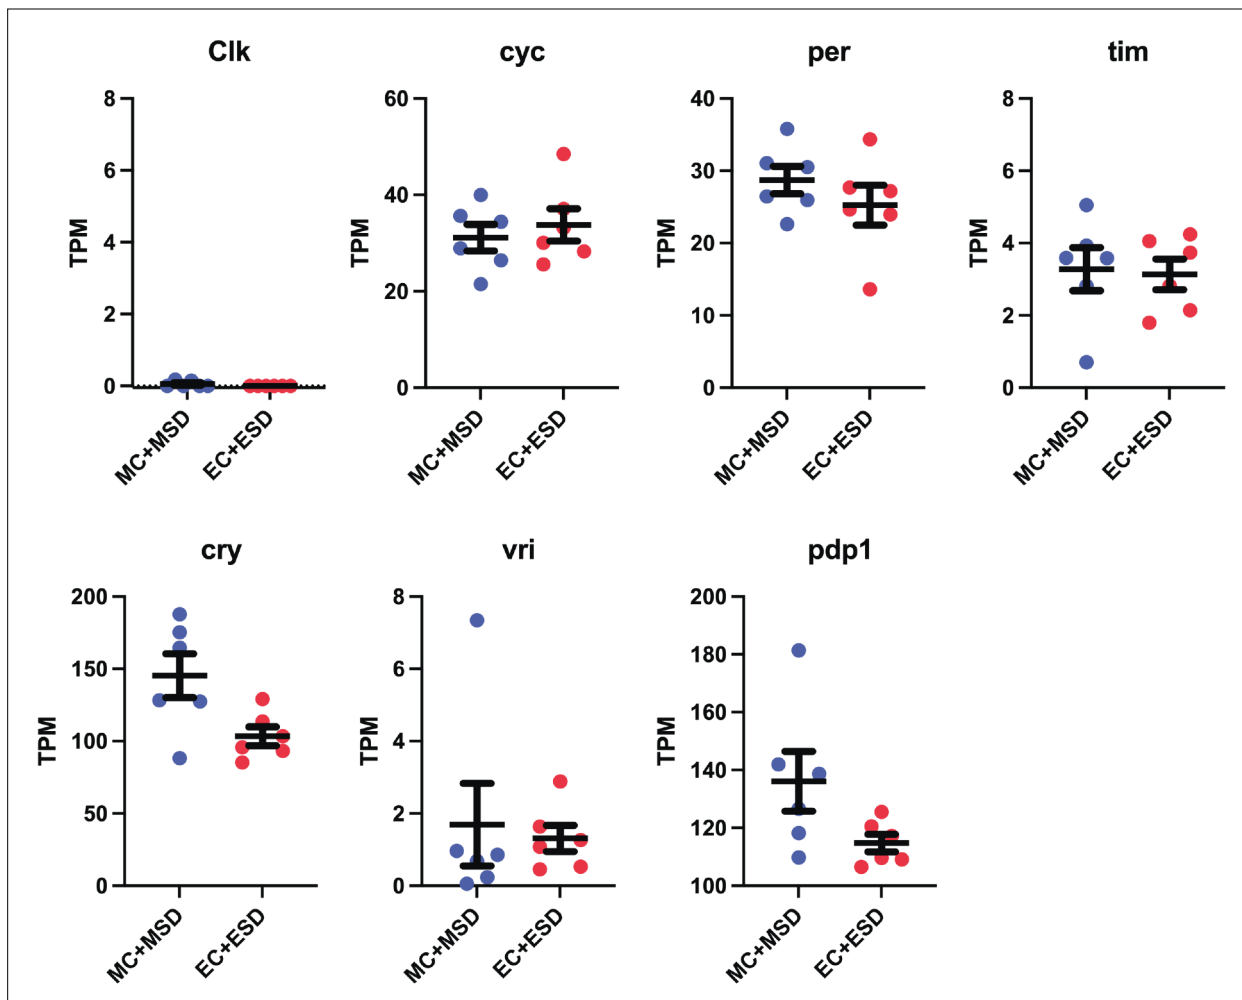 Clk
cyc
per
tim
8
6
4
2
0
TPM
MC+MSD
EC+ESD
60
40
20
0
TPM
MC+MSD
EC+ESD
40
30
20
10
0
TPM
MC+MSD
EC+ESD
8
6
4
2
0
TPM
MC+MSD
EC+ESD
cry
vri
pdp1
200
150
100
50
0
TPM
MC+MSD
EC+ESD
8
6
4
2
0
TPM
MC+MSD
EC+ESD
200
180
160
140
120
100
TPM
MC+MSD
EC+ESD